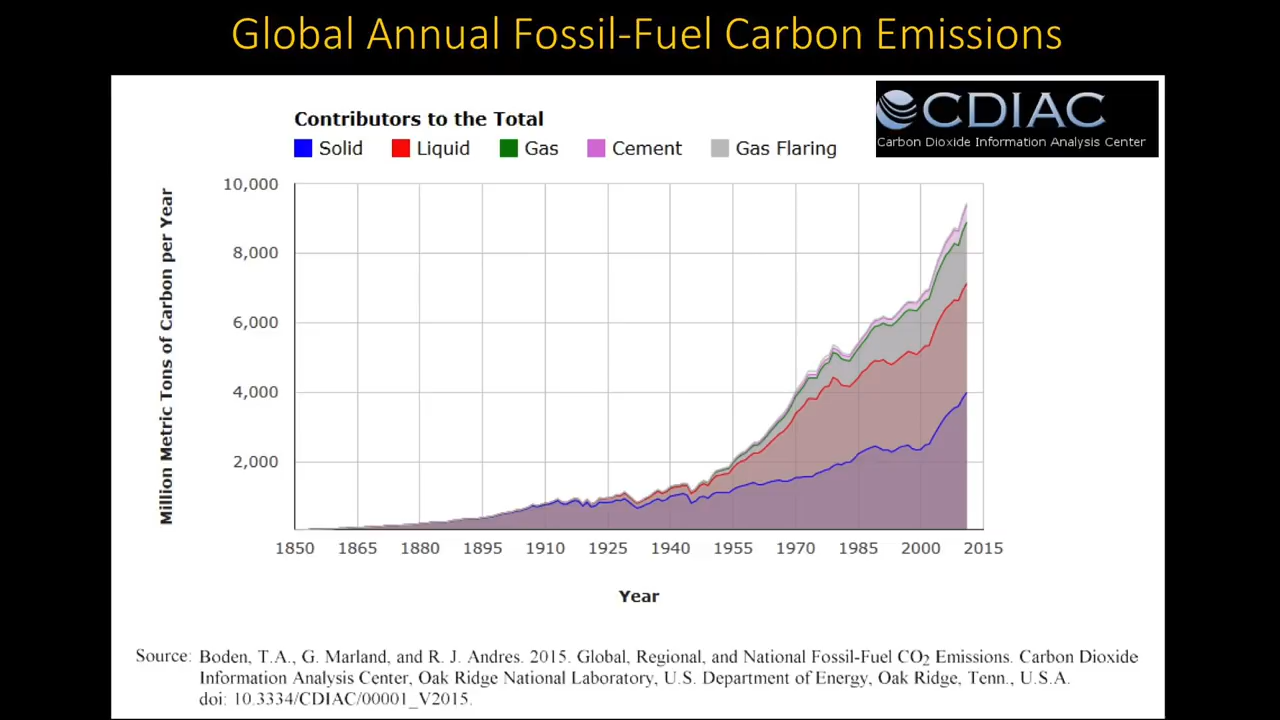 Global Annual Fossil-Fuel Carbon Emissions
CDIAC
Carbon Dioxide Information Analysis Center
Contributors to the Total
Solid Liquid Gas Cement Gas Flaring
Million Metric Tons of Carbon per Year
10,000
8,000
6,000
4,000
2,000
1850 1865 1880 1895 1910 1925 1940 1955 1970 1985 2000 2015
Year
Source: Boden, T.A., G. Marland, and R. J. Andres. 2015. Global, Regional, and National Fossil-Fuel CO₂ Emissions. Carbon Dioxide
Information Analysis Center, Oak Ridge National Laboratory, U.S. Department of Energy, Oak Ridge, Tenn., U.S.A.
doi: 10.3334/CDIAC/00001_V2015.